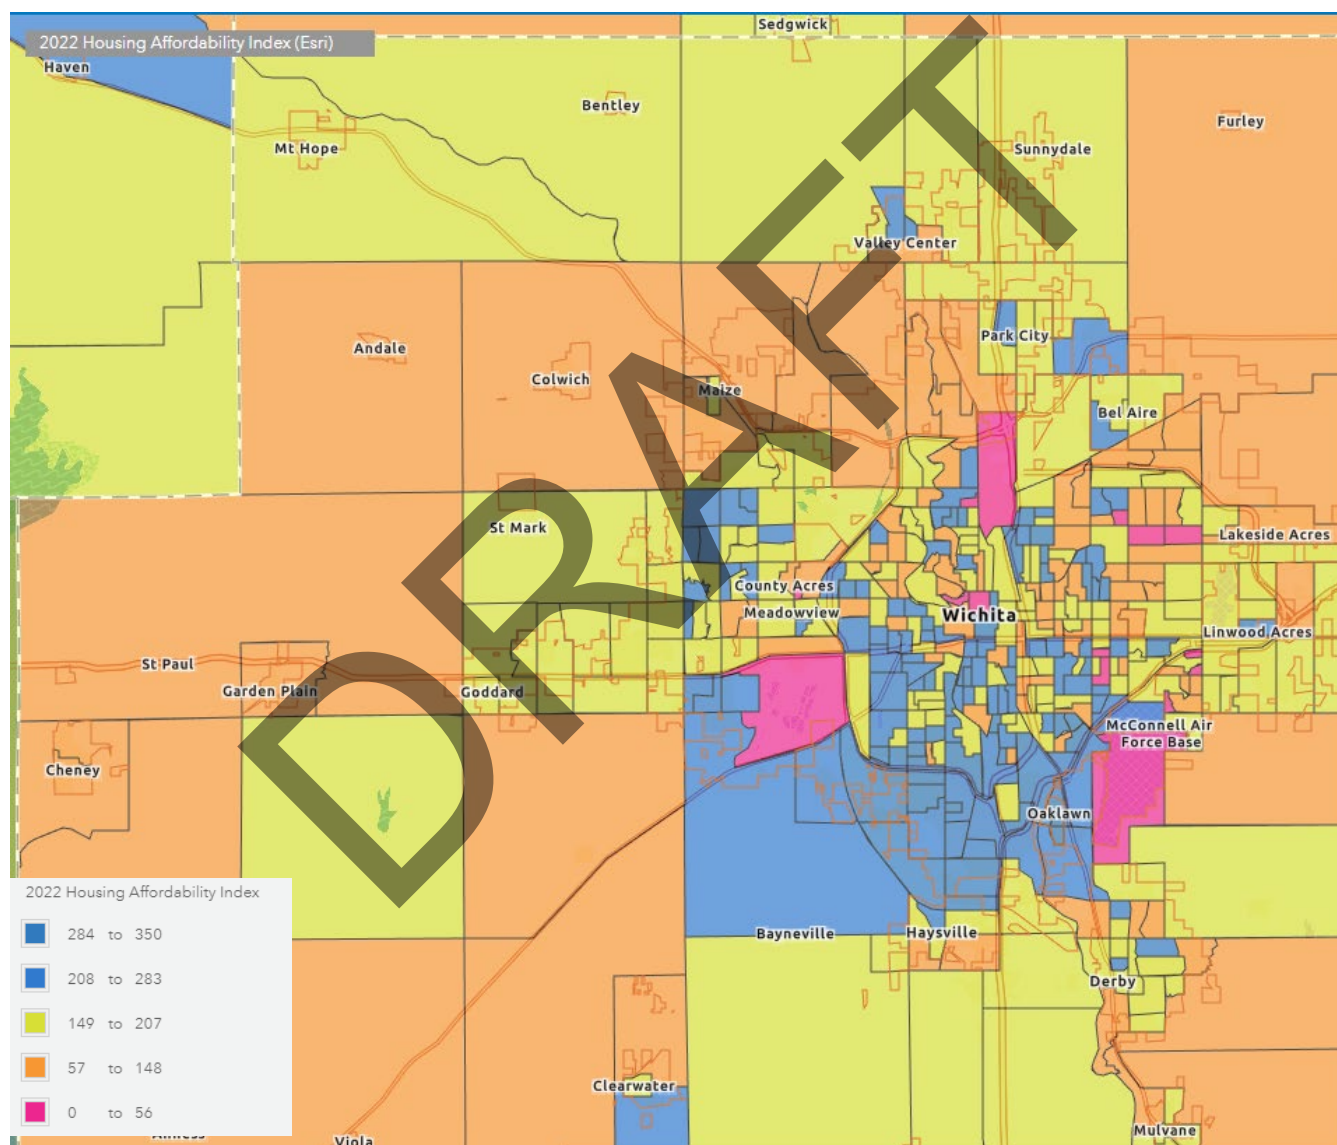 Sedgwick
2022 Housing Affordability Index (Esri)
Haven
Bentley
Furley
Mt Hope
Sunnydale
Valley Center
Park City
Andale
Colwich
Maize
Bel Aire
St Mark
Lakeside Acres
County Acres
Meadowview
Wichita
Linwood Acres
St Paul
Garden Plain
Goddard
McConnell Air
Force Base
Cheney
Oaklawn
DRAFT
2022 Housing Affordability Index
284 to 350
208 to 283
149 to 207
57 to 148
0 to 56
Bayneville
Haysville
Derby
Clearwater
Mulvane
Viola